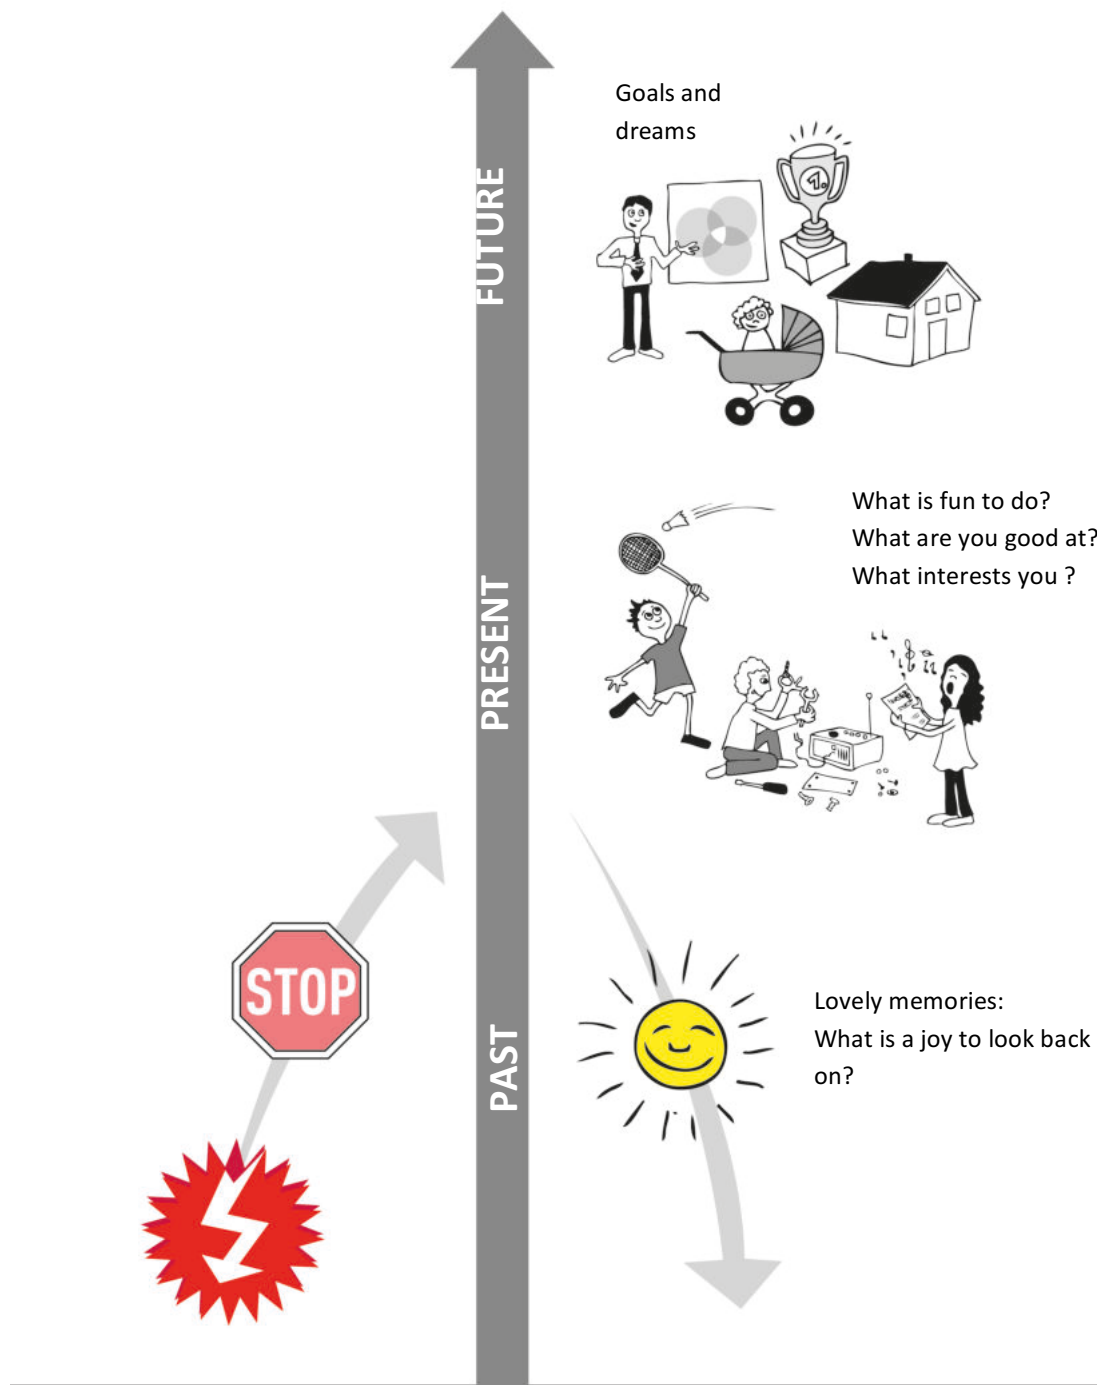 Goals and
dreams
1.
FUTURE
What is fun to do?
What are you good at?
What interests you ?
PRESENT
STOP
PAST
Lovely memories:
What is a joy to look back
on?